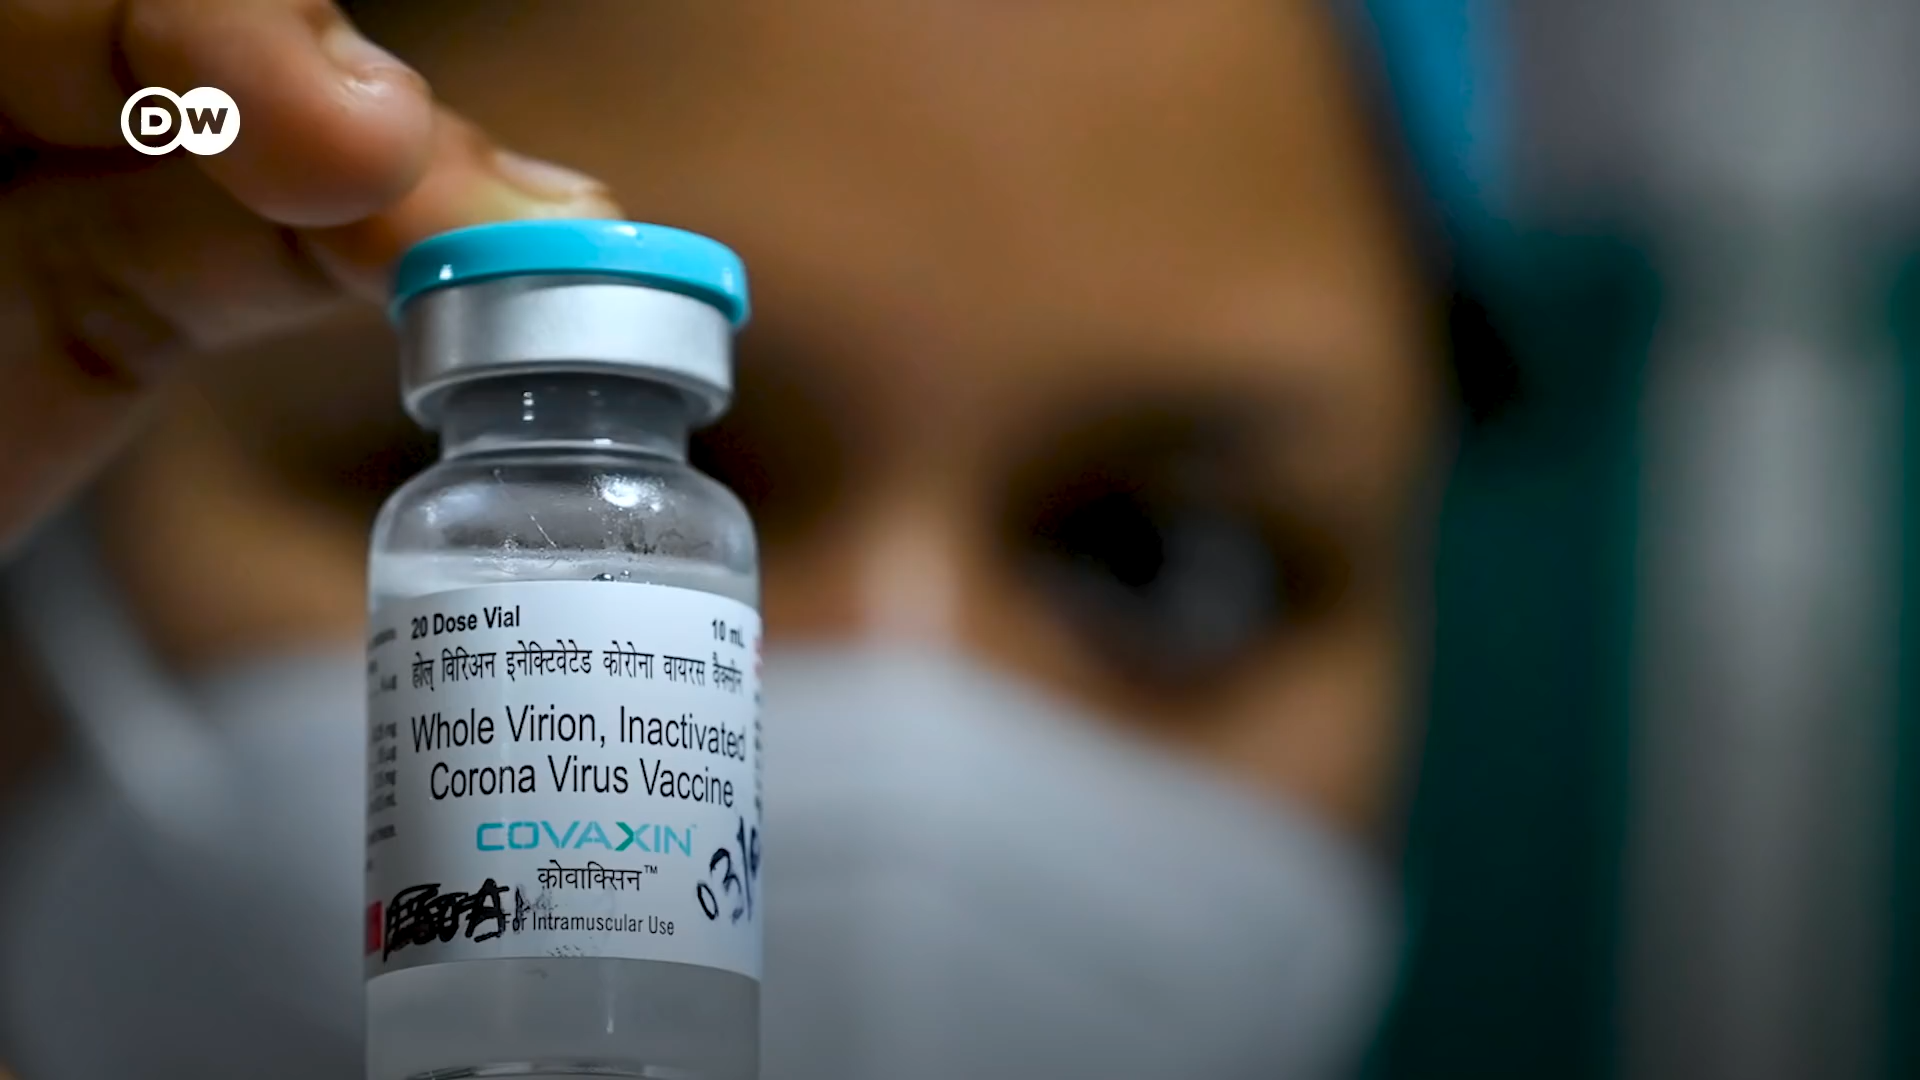 DW
20 Dose Vial 10 mL
होल् विरिअन इनेक्टिवेटेड कोरोना वायरस वैक्सीन
Whole Virion, Inactivated
Corona Virus Vaccine
COVAXIN
कोवाक्सिन™
03/
For Intramuscular Use